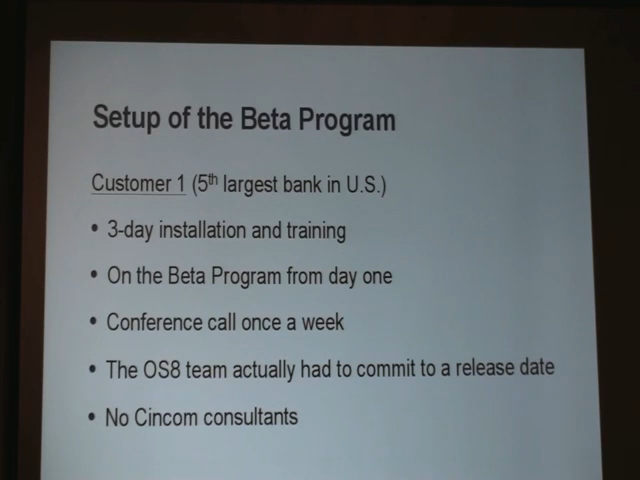 Setup of the Beta Program
Customer 1 (5th largest bank in U.S.)
• 3-day installation and training
• On the Beta Program from day one
• Conference call once a week
• The OS8 team actually had to commit to a release date
• No Cincom consultants